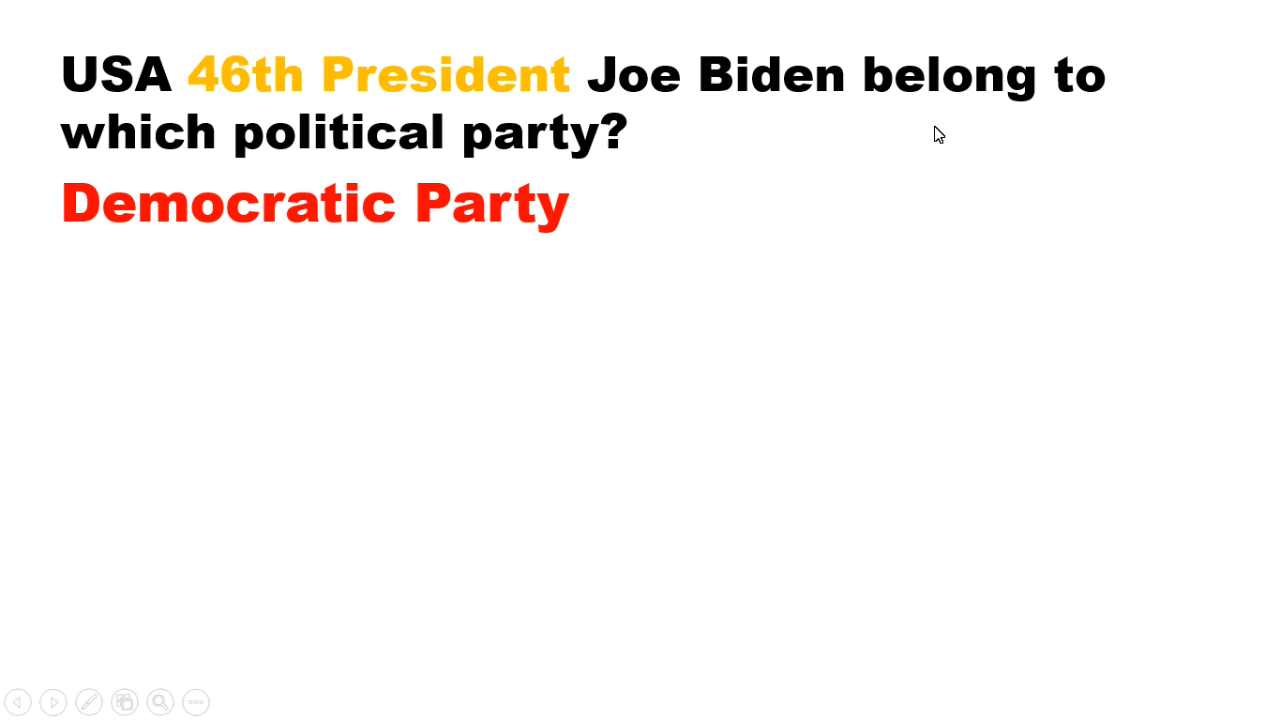 USA 46th President Joe Biden belong to
which political party?
Democratic Party